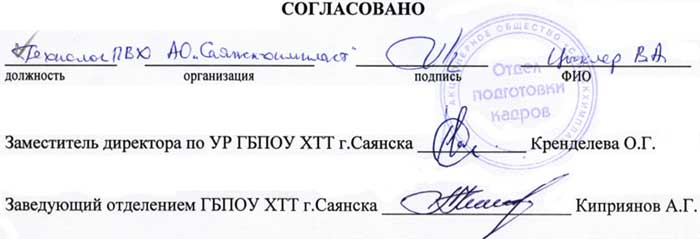 СОГЛАСОВАНО
Технолог ПВХ АО „Саянскхимпласт“ В.А.
должность организация подпись ФИО
Отдел
подготовки
кадров
Заместитель директора по УР ГБПОУ ХТТ г.Саянска Кренделева О.Г.
Заведующий отделением ГБПОУ ХТТ г.Саянска Киприянов А.Г.